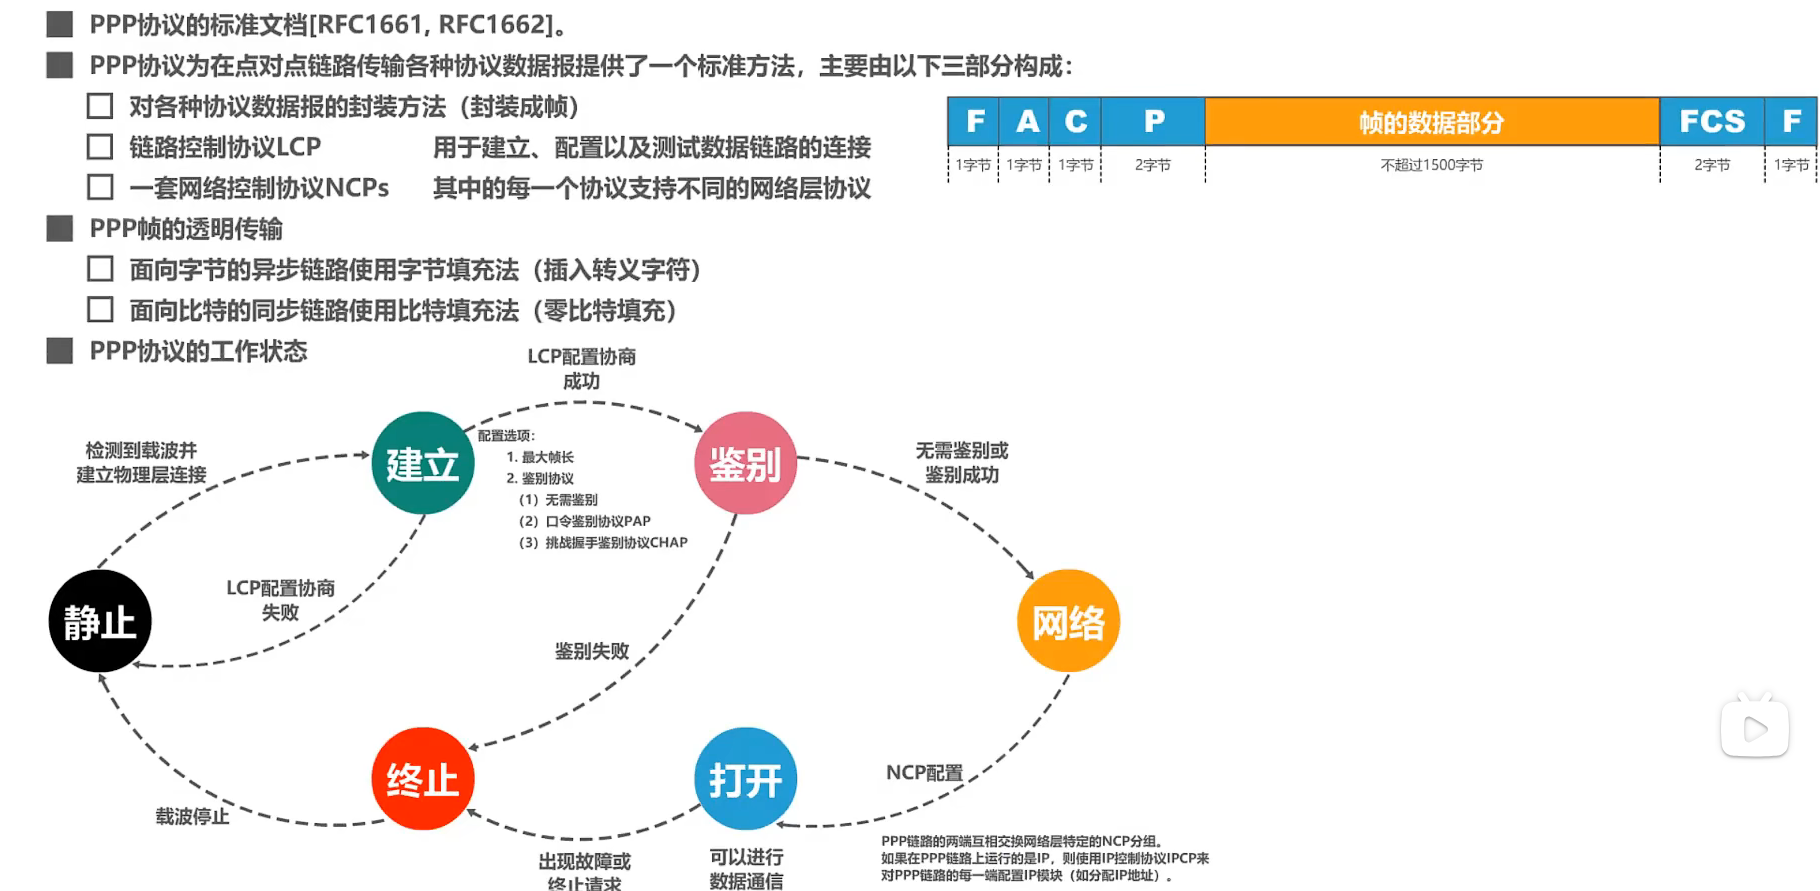 PPP协议的标准文档[RFC1661, RFC1662]。
PPP协议为在点对点链路传输各种协议数据报提供了一个标准方法，主要由以下三部分构成：
对各种协议数据报的封装方法（封装成帧）
链路控制协议LCP 用于建立、配置以及测试数据链路的连接
一套网络控制协议NCPs 其中的每一个协议支持不同的网络层协议
F A C P 帧的数据部分 FCS F
1字节 1字节 1字节 2字节 不超过1500字节 2字节 1字节
PPP帧的透明传输
面向字节的异步链路使用字节填充法（插入转义字符）
面向比特的同步链路使用比特填充法（零比特填充）
PPP协议的工作状态
LCP配置协商
成功
检测到载波并
建立物理层连接
建立
配置选项：
1. 最大帧长
2. 鉴别协议
（1）无需鉴别
（2）口令鉴别协议PAP
（3）挑战握手鉴别协议CHAP
鉴别
无需鉴别或
鉴别成功
LCP配置协商
失败
静止
鉴别失败
网络
终止
打开
NCP配置
载波停止
出现故障或
终止请求
可以进行
数据通信
PPP链路的两端互相交换网络层特定的NCP分组。
如果在PPP链路上运行的是IP，则使用IP控制协议IPCP来
对PPP链路的每一端配置IP模块（如分配IP地址）。